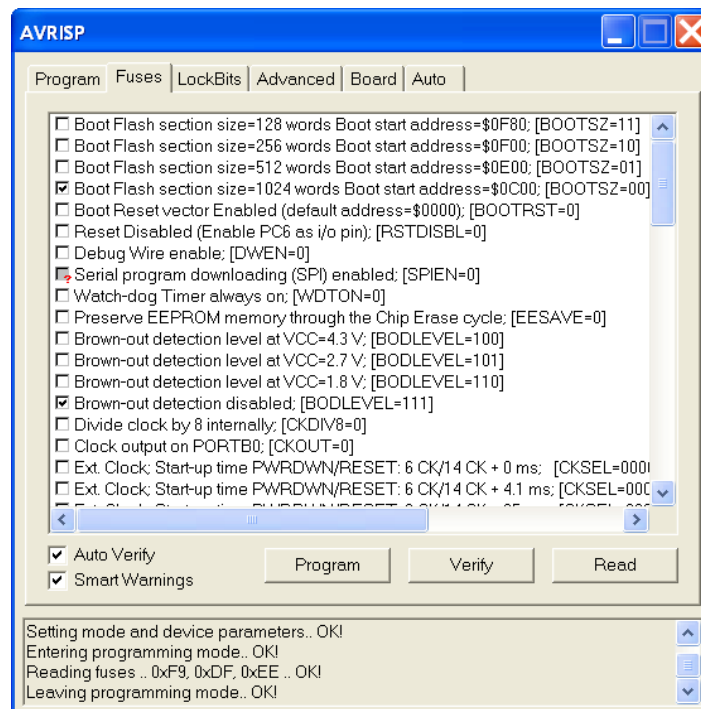 AVRISP
Program Fuses LockBits Advanced Board Auto
Boot Flash section size=128 words Boot start address=$0F80; [BOOTSZ=11]
Boot Flash section size=256 words Boot start address=$0F00; [BOOTSZ=10]
Boot Flash section size=512 words Boot start address=$0E00; [BOOTSZ=01]
Boot Flash section size=1024 words Boot start address=$0C00; [BOOTSZ=00]
Boot Reset vector Enabled (default address=$0000); [BOOTRST=0]
Reset Disabled (Enable PC6 as i/o pin); [RSTDISBL=0]
Debug Wire enable; [DWEN=0]
Serial program downloading (SPI) enabled; [SPIEN=0]
Watch-dog Timer always on; [WDTON=0]
Preserve EEPROM memory through the Chip Erase cycle; [EESAVE=0]
Brown-out detection level at VCC=4.3 V; [BODLEVEL=100]
Brown-out detection level at VCC=2.7 V; [BODLEVEL=101]
Brown-out detection level at VCC=1.8 V; [BODLEVEL=110]
Brown-out detection disabled; [BODLEVEL=111]
Divide clock by 8 internally; [CKDIV8=0]
Clock output on PORTB0; [CKOUT=0]
Ext. Clock; Start-up time PWRDWN/RESET: 6 CK/14 CK + 0 ms; [CKSEL=000
Ext. Clock; Start-up time PWRDWN/RESET: 6 CK/14 CK + 4.1 ms; [CKSEL=000
Auto Verify
Smart Warnings
Program Verify Read
Setting mode and device parameters.. OK!
Entering programming mode.. OK!
Reading fuses .. 0xF9, 0xDF, 0xEE .. OK!
Leaving programming mode.. OK!